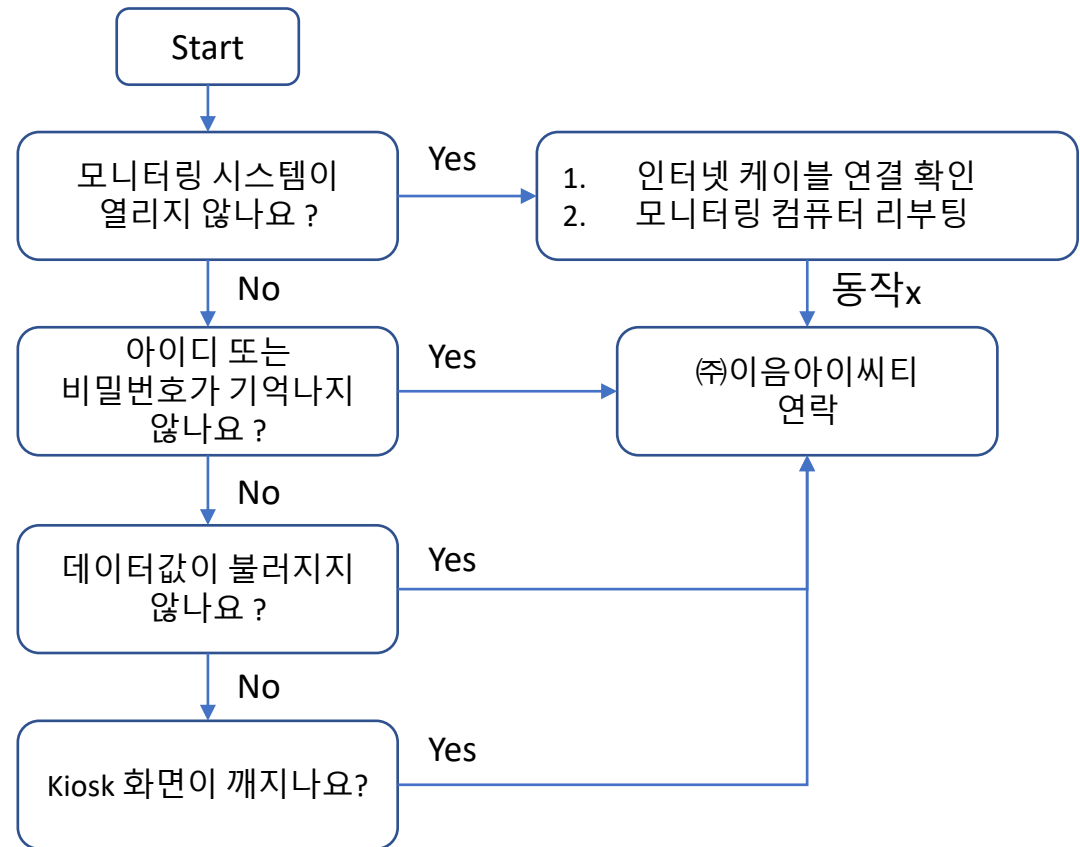 Start
모니터링 시스템이
열리지 않나요 ?
Yes
1. 인터넷 케이블 연결 확인
2. 모니터링 컴퓨터 리부팅
No
동작x
아이디 또는
비밀번호가 기억나지
않나요 ?
Yes
㈜이음아이씨티
연락
No
데이터값이 불러지지
않나요 ?
Yes
No
Kiosk 화면이 깨지나요?
Yes